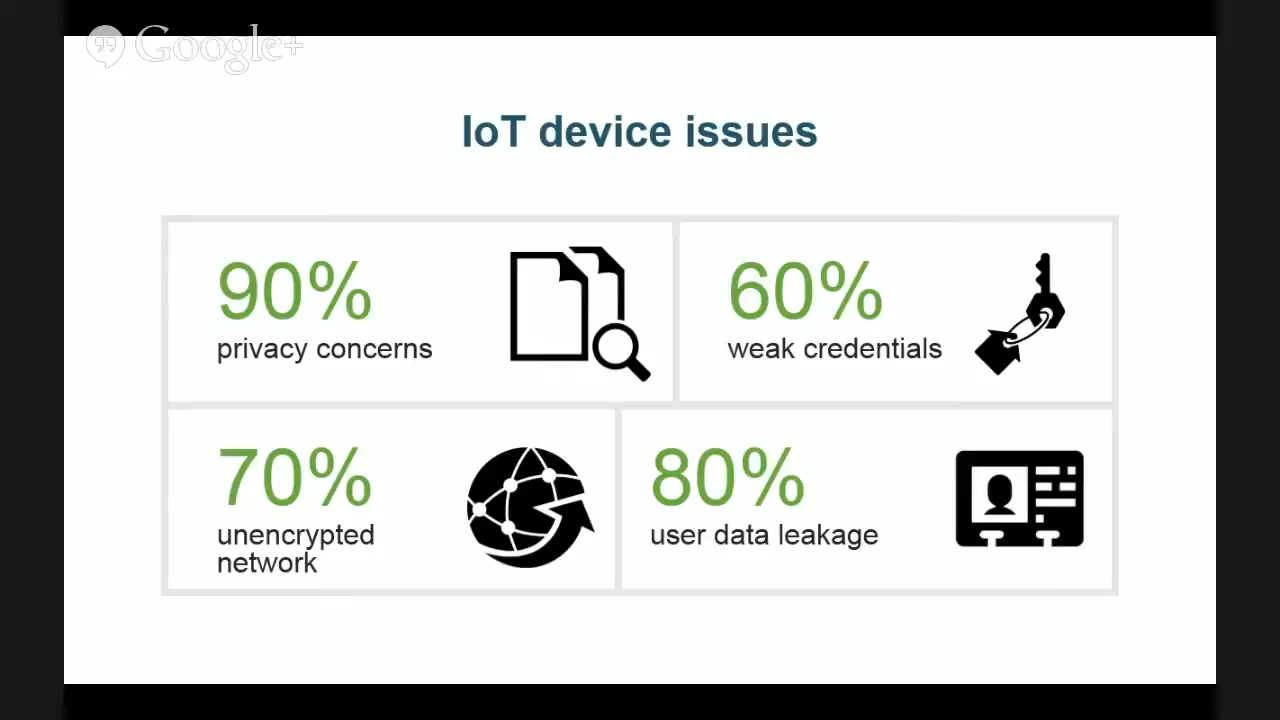 Google+
IoT device issues
90%
privacy concerns
60%
weak credentials
70%
unencrypted
network
80%
user data leakage